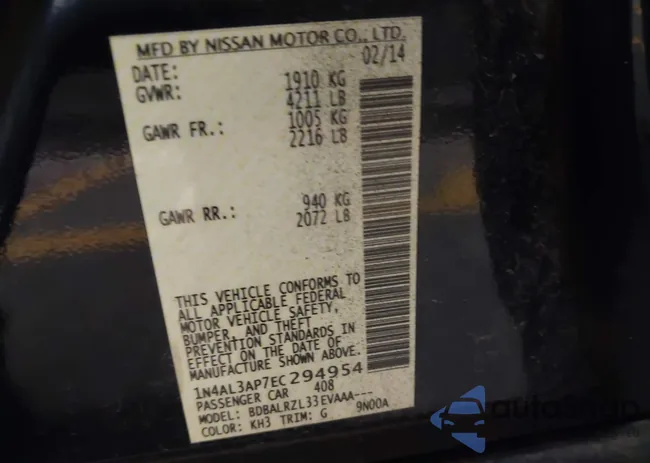 MFD BY NISSAN MOTOR CO., LTD.
DATE: 02/14
GVWR: 1910 KG
4211 LB
GAWR FR.: 1005 KG
2216 LB
GAWR RR.: 940 KG
2072 LB
THIS VEHICLE CONFORMS TO
ALL APPLICABLE FEDERAL
MOTOR VEHICLE SAFETY,
BUMPER, AND THEFT
PREVENTION STANDARDS IN
EFFECT ON THE DATE OF
MANUFACTURE SHOWN ABOVE.
1N4AL3AP7EC294954
PASSENGER CAR 408
MODEL: BDBALRZL33EVAAA---
COLOR: KH3 TRIM: G 9N00A